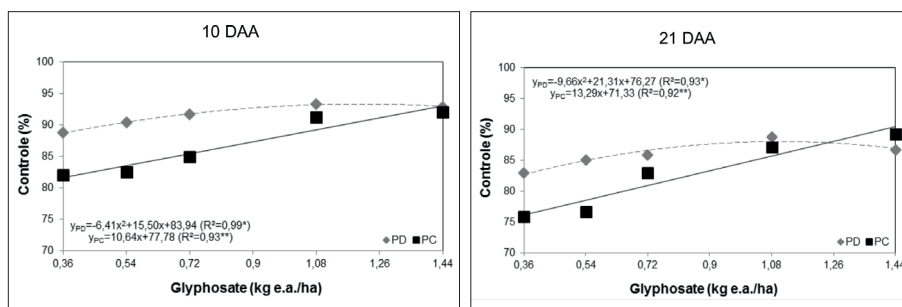 10 DAA
100
95
90
85
80
75
70
Controle (%)
yPD=-6,41x²+15,50x+83,94 (R²=0,99*)
yPC=10,64x+77,78 (R²=0,93**)
PD PC
0,36 0,54 0,72 0,9 1,08 1,26 1,44
Glyphosate (kg e.a./ha)
21 DAA
yPD=-9,66x²+21,31x+76,27 (R²=0,93*)
yPC=13,29x+71,33 (R²=0,92**)
100
95
90
85
80
75
70
Controle (%)
PD PC
0,36 0,54 0,72 0,9 1,08 1,26 1,44
Glyphosate (kg e.a./ha)